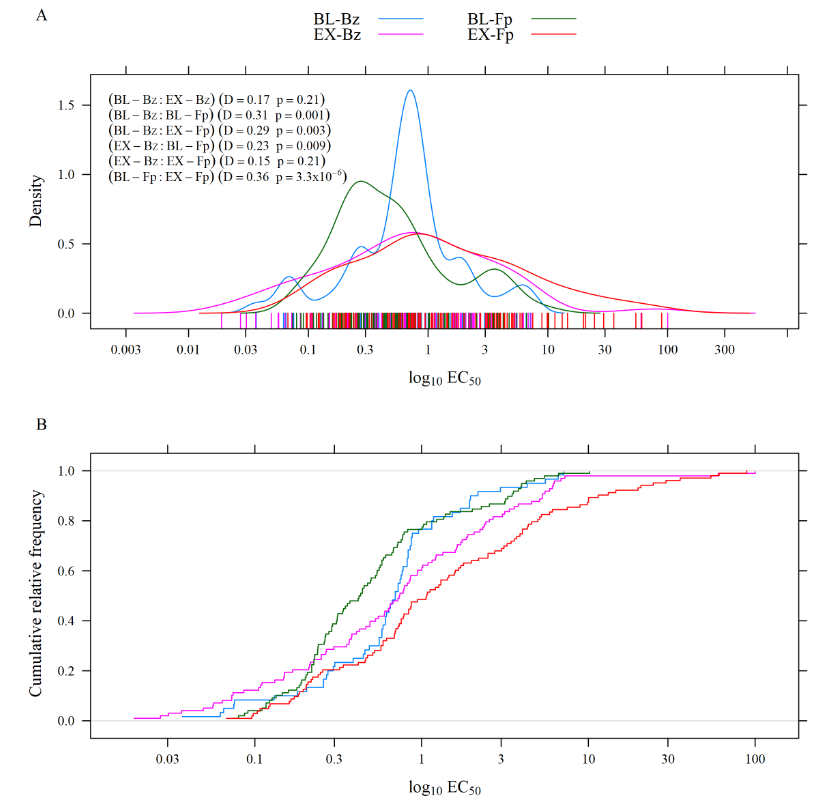 A
BL-Bz BL-Fp
EX-Bz EX-Fp
(BL − Bz : EX − Bz) (D = 0.17 p = 0.21)
(BL − Bz : BL − Fp) (D = 0.31 p = 0.001)
(BL − Bz : EX − Fp) (D = 0.29 p = 0.003)
(EX − Bz : BL − Fp) (D = 0.23 p = 0.009)
(EX − Bz : EX − Fp) (D = 0.15 p = 0.21)
(BL − Fp : EX − Fp) (D = 0.36 p = 3.3x10⁻⁶)
1.5
1.0
0.5
0.0
Density
0.003 0.01 0.03 0.1 0.3 1 3 10 30 100 300
log₁₀ EC₅₀
B
1.0
0.8
0.6
0.4
0.2
0.0
Cumulative relative frequency
0.03 0.1 0.3 1 3 10 30 100
log₁₀ EC₅₀